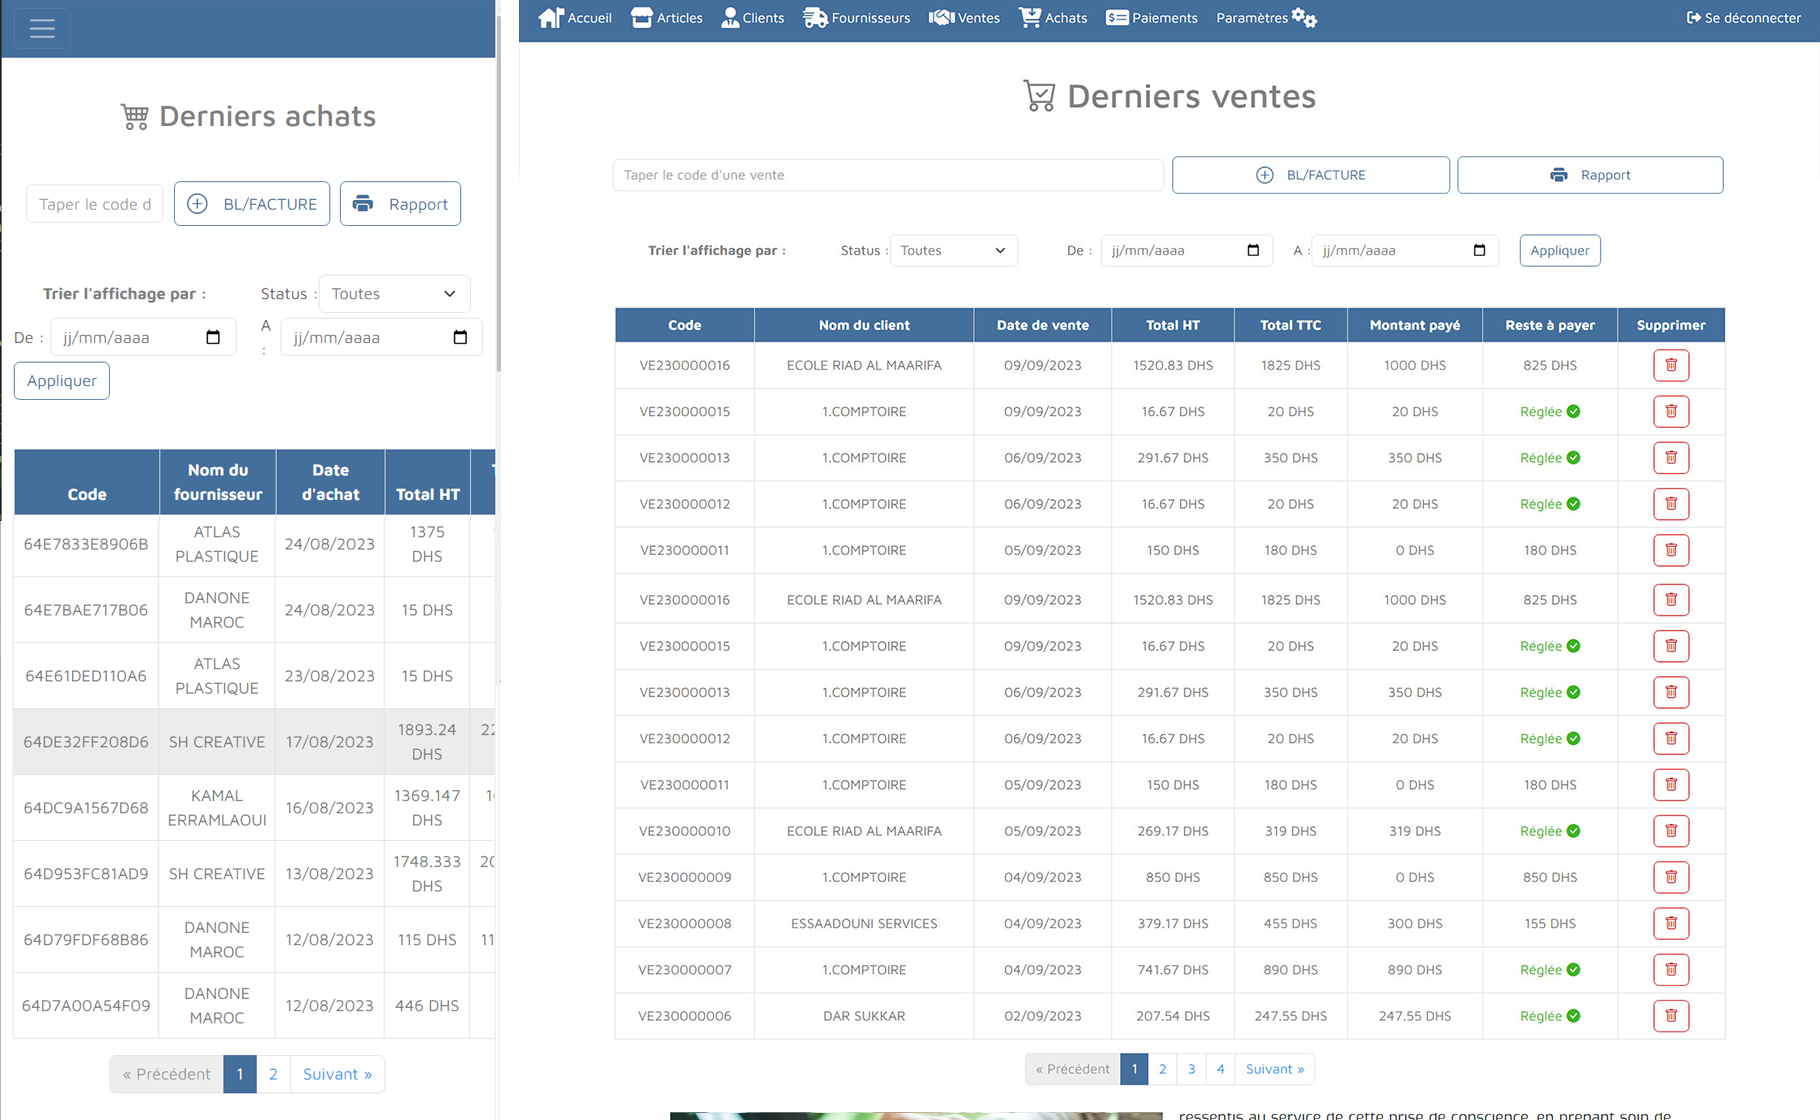 Derniers achats
Taper le code d
BL/FACTURE
Rapport
Trier l'affichage par :
Status :
Toutes
De :
jj/mm/aaaa
A :
jj/mm/aaaa
Appliquer
Code Nom du fournisseur Date d'achat Total HT
64E7833E8906B ATLAS PLASTIQUE 24/08/2023 1375 DHS
64E7BAE717B06 DANONE MAROC 24/08/2023 15 DHS
64E61DED110A6 ATLAS PLASTIQUE 23/08/2023 15 DHS
64DE32FF208D6 SH CREATIVE 17/08/2023 1893.24 DHS 22
64DC9A1567D68 KAMAL ERRAMLAOUI 16/08/2023 1369.147 DHS
64D953FC81AD9 SH CREATIVE 13/08/2023 1748.333 DHS 20
64D79FDF68B86 DANONE MAROC 12/08/2023 115 DHS 11
64D7A00A54F09 DANONE MAROC 12/08/2023 446 DHS
« Précédent 1 2 Suivant »
Accueil Articles Clients Fournisseurs Ventes Achats Paiements Paramètres Se déconnecter
Derniers ventes
Taper le code d'une vente
BL/FACTURE
Rapport
Trier l'affichage par : Status : Toutes De : jj/mm/aaaa A : jj/mm/aaaa Appliquer
Code Nom du client Date de vente Total HT Total TTC Montant payé Reste à payer Supprimer
VE230000016 ECOLE RIAD AL MAARIFA 09/09/2023 1520.83 DHS 1825 DHS 1000 DHS 825 DHS
VE230000015 1.COMPTOIRE 09/09/2023 16.67 DHS 20 DHS 20 DHS Réglée
VE230000013 1.COMPTOIRE 06/09/2023 291.67 DHS 350 DHS 350 DHS Réglée
VE230000012 1.COMPTOIRE 06/09/2023 16.67 DHS 20 DHS 20 DHS Réglée
VE230000011 1.COMPTOIRE 05/09/2023 150 DHS 180 DHS 0 DHS 180 DHS
VE230000016 ECOLE RIAD AL MAARIFA 09/09/2023 1520.83 DHS 1825 DHS 1000 DHS 825 DHS
VE230000015 1.COMPTOIRE 09/09/2023 16.67 DHS 20 DHS 20 DHS Réglée
VE230000013 1.COMPTOIRE 06/09/2023 291.67 DHS 350 DHS 350 DHS Réglée
VE230000012 1.COMPTOIRE 06/09/2023 16.67 DHS 20 DHS 20 DHS Réglée
VE230000011 1.COMPTOIRE 05/09/2023 150 DHS 180 DHS 0 DHS 180 DHS
VE230000010 ECOLE RIAD AL MAARIFA 05/09/2023 269.17 DHS 319 DHS 319 DHS Réglée
VE230000009 1.COMPTOIRE 04/09/2023 850 DHS 850 DHS 0 DHS 850 DHS
VE230000008 ESSAADOUNI SERVICES 04/09/2023 379.17 DHS 455 DHS 300 DHS 155 DHS
VE230000007 1.COMPTOIRE 04/09/2023 741.67 DHS 890 DHS 890 DHS Réglée
VE230000006 DAR SUKKAR 02/09/2023 207.54 DHS 247.55 DHS 247.55 DHS Réglée
« Précédent 1 2 3 4 Suivant »
ressentis au service de cette prise de conscience, en prenant soin de